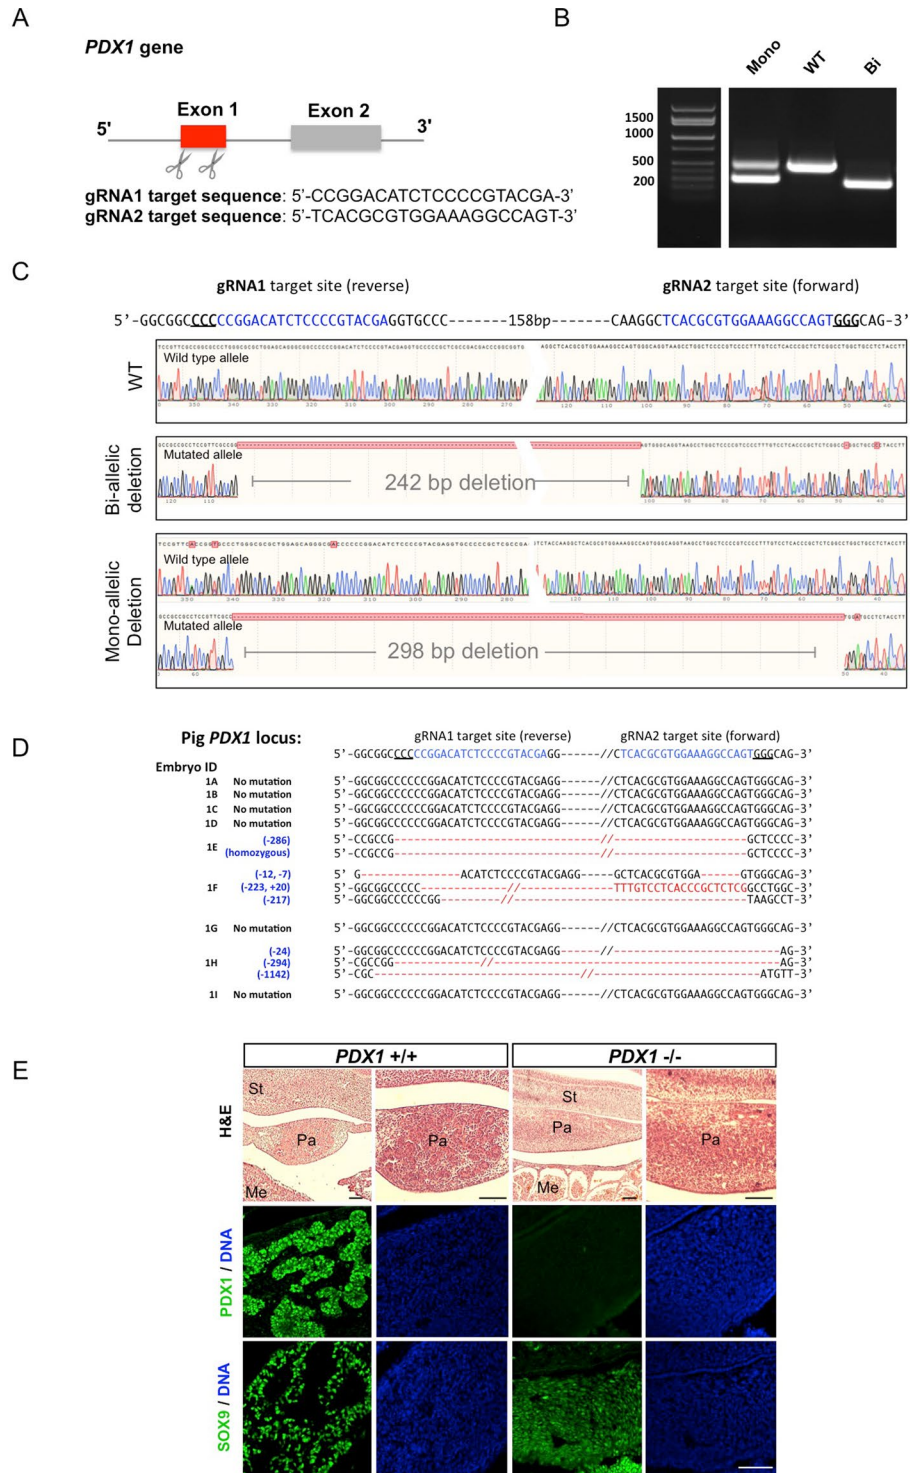 A
PDX1 gene
Exon 1
Exon 2
5'
3'
gRNA1 target sequence: 5’-CCGGACATCTCCCCGTACGA-3’
gRNA2 target sequence: 5’-TCACGCGTGGAAAGGCCAGT-3’
B
Mono
WT
Bi
1500
1000
500
200
C
gRNA1 target site (reverse)
gRNA2 target site (forward)
5’-GGCGGCCCCCCGGACATCTCCCCGTACGAGGTGCCC-------158bp-------CAAGGCTCACGCGTGGAAAGGCCAGTGGGCAG-3’
WT
Wild type allele
Bi-allelic deletion
Mutated allele
242 bp deletion
Mono-allelic Deletion
Wild type allele
Mutated allele
298 bp deletion
D
Pig PDX1 locus:
gRNA1 target site (reverse)
gRNA2 target site (forward)
5’-GGCGGCCCCCCGGACATCTCCCCGTACGAGG------//CTCACGCGTGGAAAGGCCAGTGGGCAG-3’
Embryo ID
1A No mutation 5’-GGCGGCCCCCCGGACATCTCCCCGTACGAGG------//CTCACGCGTGGAAAGGCCAGTGGGCAG-3’
1B No mutation 5’-GGCGGCCCCCCGGACATCTCCCCGTACGAGG------//CTCACGCGTGGAAAGGCCAGTGGGCAG-3’
1C No mutation 5’-GGCGGCCCCCCGGACATCTCCCCGTACGAGG------//CTCACGCGTGGAAAGGCCAGTGGGCAG-3’
1D No mutation 5’-GGCGGCCCCCCGGACATCTCCCCGTACGAGG------//CTCACGCGTGGAAAGGCCAGTGGGCAG-3’
1E
(-286) 5’-CCGCCG------------------------------//--------------------GCTCCCC-3’
(homozygous) 5’-CCGCCG------------------------------//--------------------GCTCCCC-3’
1F
(-12, -7) 5’ G---------------ACATCTCCCCGTACGAGG-----GCTCACGCGTGGA------GTGGGCAG-3’
(-223, +20) 5’-GGCGGCCCCC-------------//--------------TTTGTCCTCACCCGCTCTCGGCCTGGC-3’
(-217) 5’-GGCGGCCCCCCGG---------//-----------------------------------TAAGCCT-3’
1G No mutation 5’-GGCGGCCCCCCGGACATCTCCCCGTACGAGG------//CTCACGCGTGGAAAGGCCAGTGGGCAG-3’
1H
(-24) 5’-GGCGGCCCCCCGGACATCTCCCCGTACGAGG------//-------------------------AG-3’
(-294) 5’-CGCCGG-------------//-------------------------------------------AG-3’
(-1142) 5’-CGC-------------------------------//--------------------------ATGTT-3’
1I No mutation 5’-GGCGGCCCCCCGGACATCTCCCCGTACGAGG------//CTCACGCGTGGAAAGGCCAGTGGGCAG-3’
E
PDX1 +/+
PDX1 -/-
H&E
St
Pa
Me
Pa
St
Pa
Me
Pa
PDX1 / DNA
SOX9 / DNA